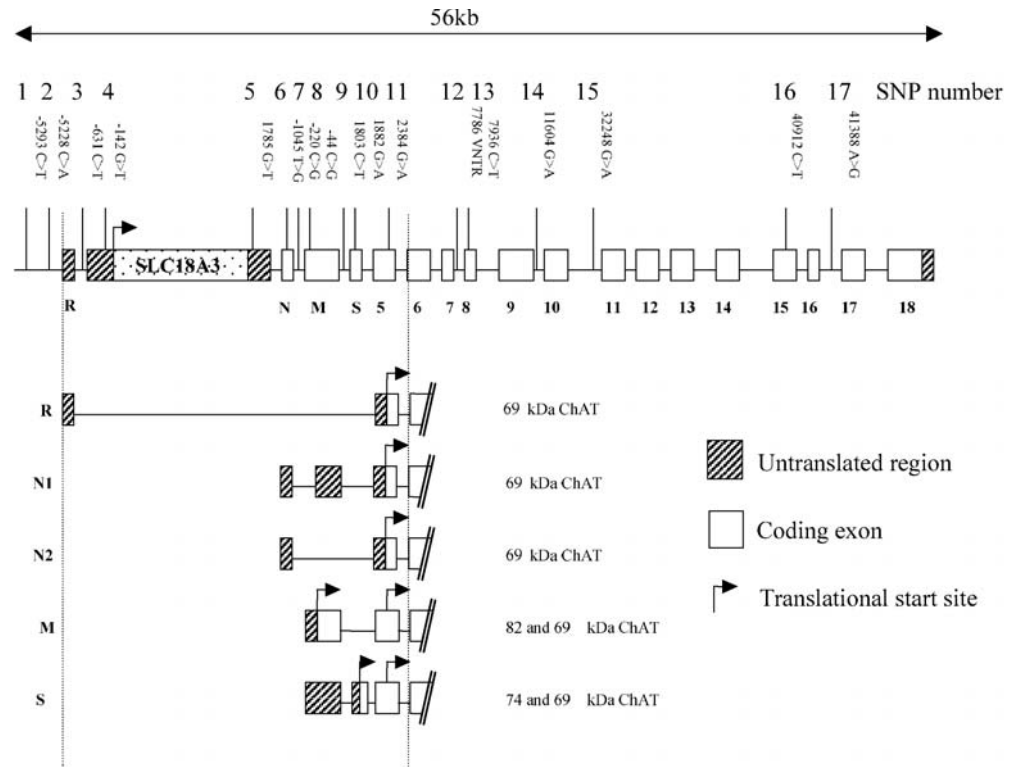 56kb
1 2 3 4 5 6 7 8 9 10 11 12 13 14 15 16 17 SNP number
-5293 C>T
-5228 C>A
-631 C>T
-142 G>T
1785 G>T
-1045 T>G
-220 C>G
-44 C>G
1803 C>T
1882 G>A
2384 G>A
7786 VNTR
7936 C>T
11604 G>A
32248 G>A
40912 C>T
41388 A>G
SLC18A3
R N M S 5 6 7 8 9 10 11 12 13 14 15 16 17 18
R 69 kDa ChAT
N1 69 kDa ChAT
N2 69 kDa ChAT
M 82 and 69 kDa ChAT
S 74 and 69 kDa ChAT
Untranslated region
Coding exon
Translational start site